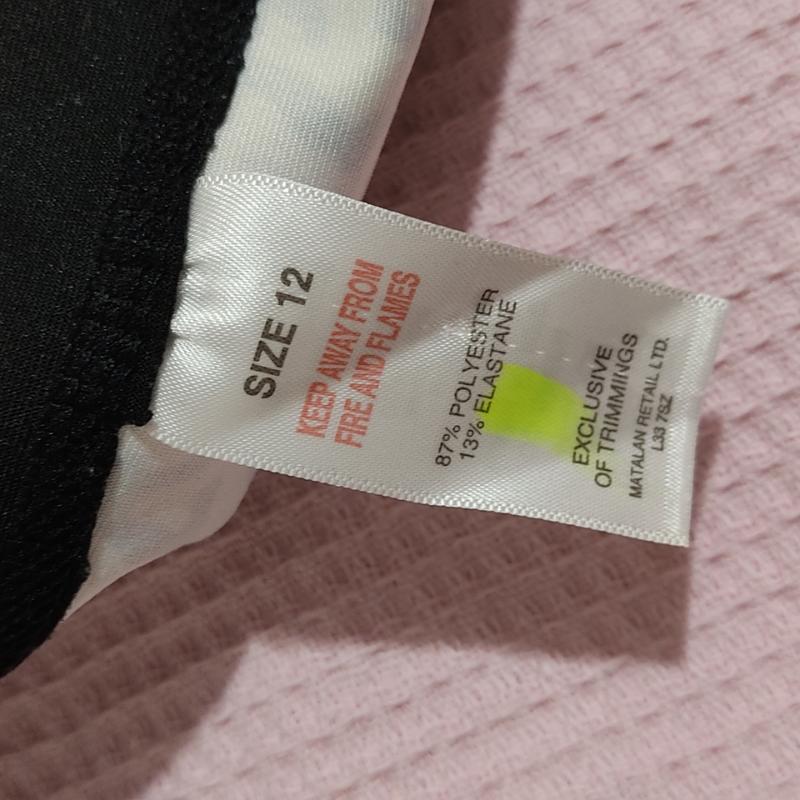 SIZE 12
KEEP AWAY FROM
FIRE AND FLAMES
87% POLYESTER
13% ELASTANE
EXCLUSIVE
OF TRIMMINGS
MATALAN RETAIL LTD.
L33 7SZ